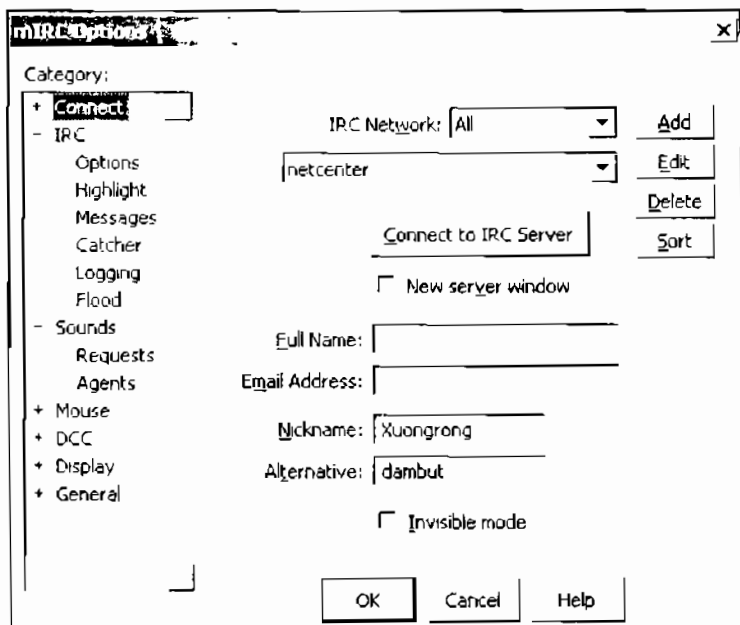 mIRC Options
Category:
+ Connect
- IRC
Options
Highlight
Messages
Catcher
Logging
Flood
- Sounds
Requests
Agents
+ Mouse
+ DCC
+ Display
+ General
IRC Network: All
netcenter
Add
Edit
Delete
Sort
Connect to IRC Server
New server window
Full Name:
Email Address:
Nickname: Xuongrong
Alternative: dambut
Invisible mode
OK Cancel Help